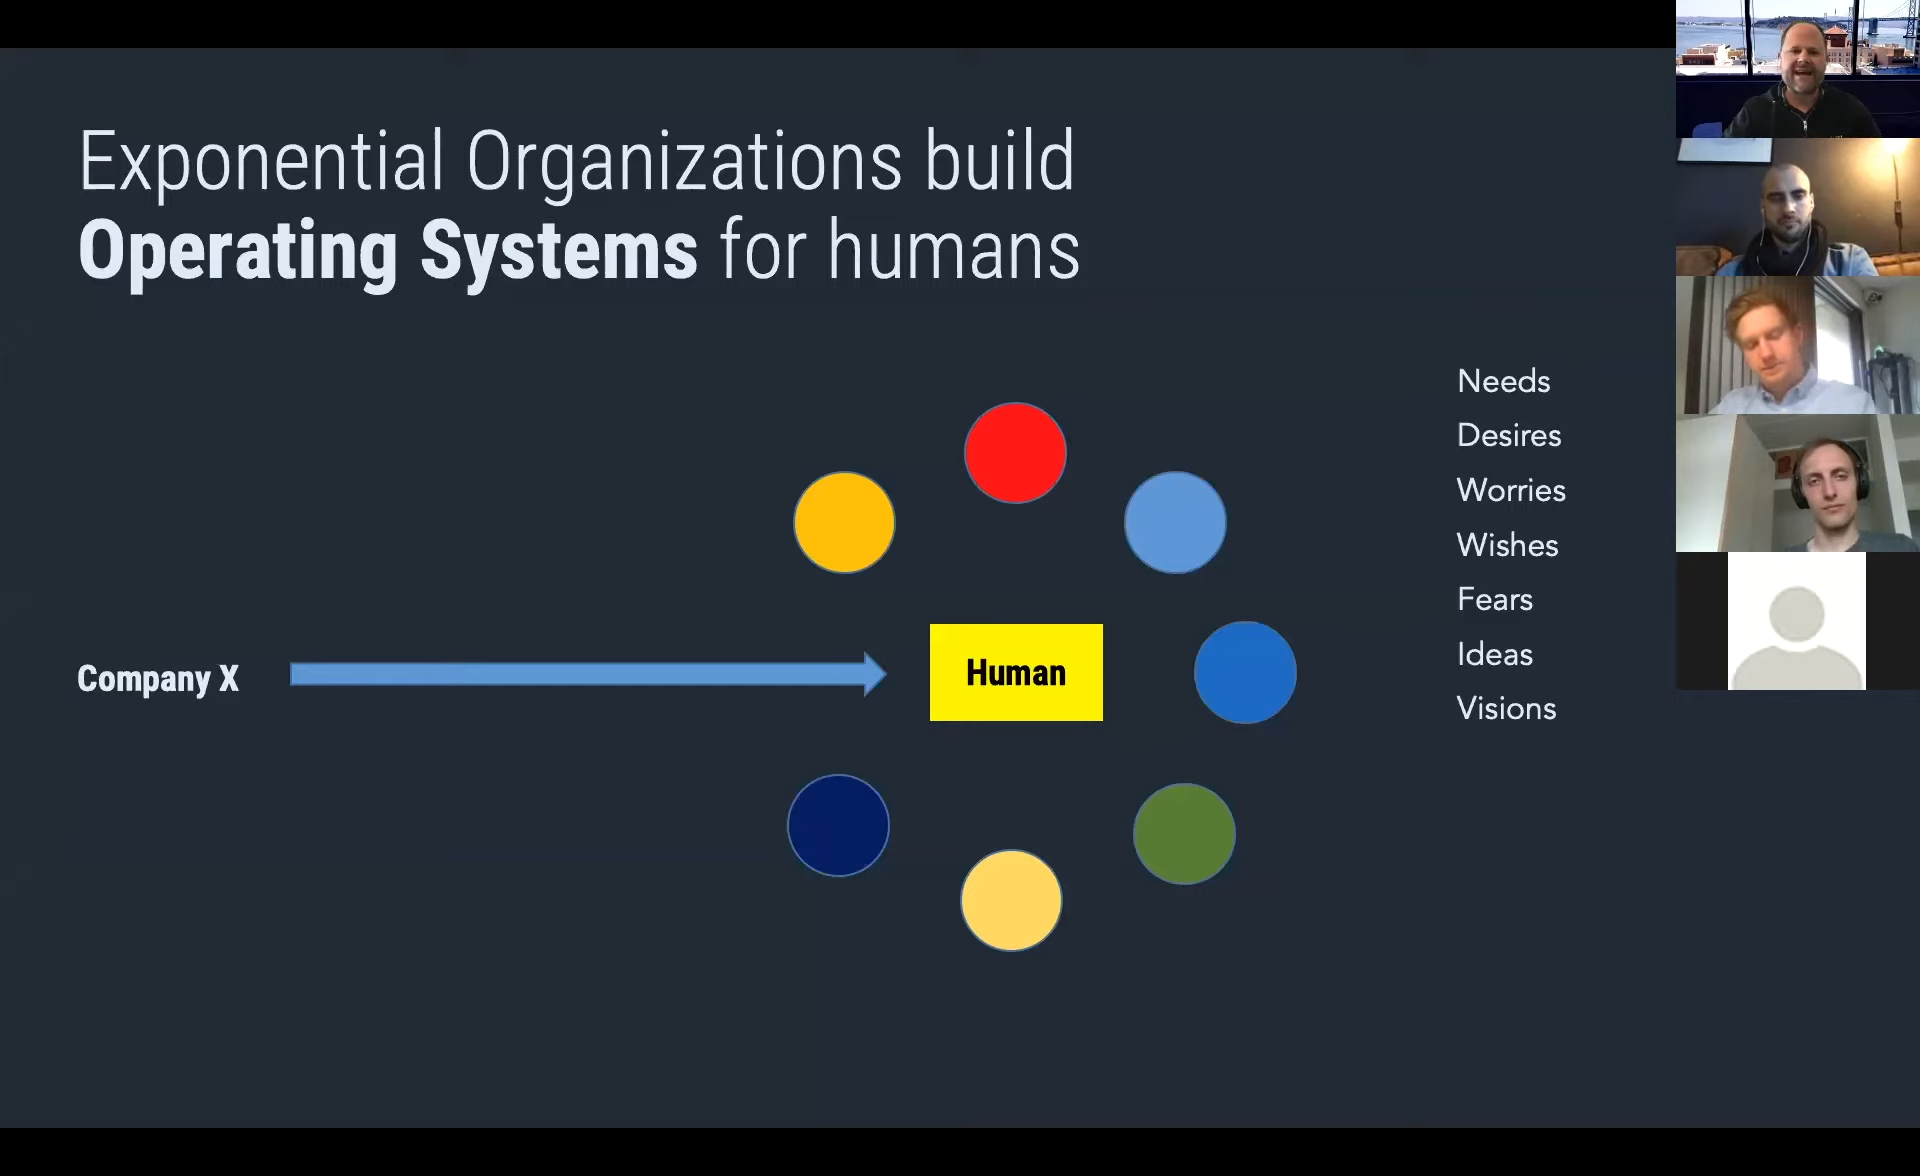 Exponential Organizations build
Operating Systems for humans
Needs
Desires
Worries
Wishes
Fears
Ideas
Visions
Company X
Human